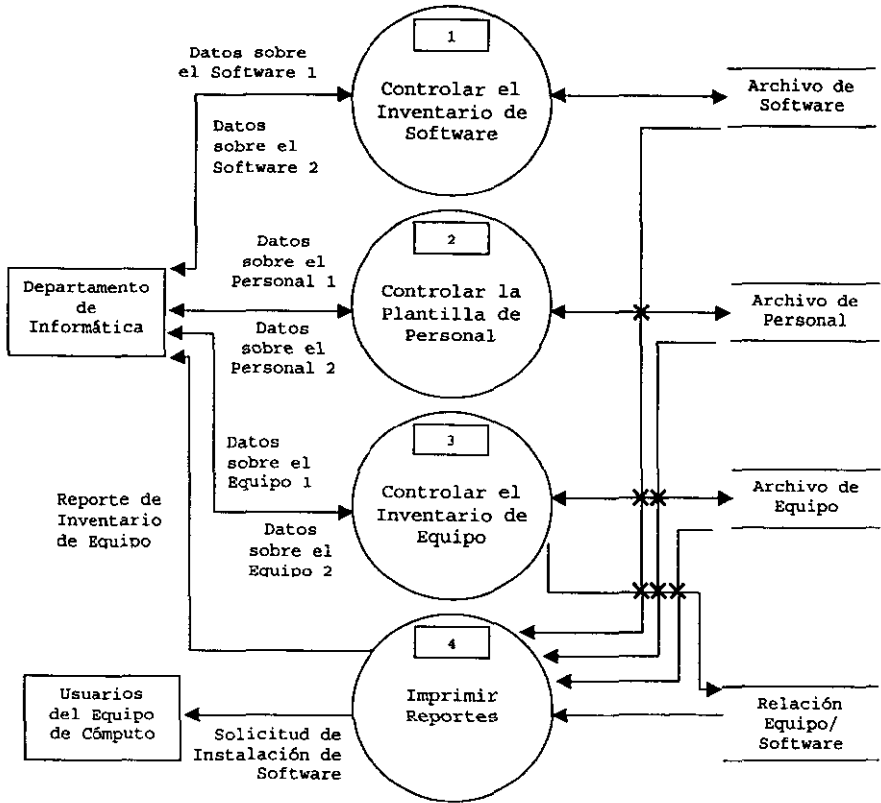 1
Controlar el
Inventario de
Software
Datos sobre
el Software 1
Datos
sobre el
Software 2
Archivo de
Software
2
Controlar la
Plantilla de
Personal
Datos
sobre el
Personal 1
Datos
sobre el
Personal 2
Departamento
de
Informática
Archivo de
Personal
3
Controlar el
Inventario de
Equipo
Datos
sobre el
Equipo 1
Datos
sobre el
Equipo 2
Archivo de
Equipo
Reporte de
Inventario
de Equipo
4
Imprimir
Reportes
Usuarios
del Equipo
de Cómputo
Solicitud de
Instalación de
Software
Relación
Equipo/
Software